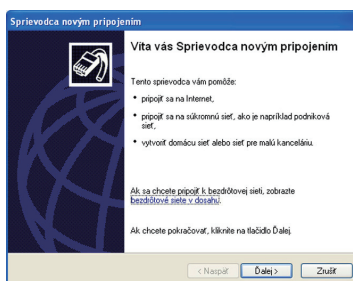 Sprievodca novým pripojením
Víta vás Sprievodca novým pripojením
Tento sprievodca vám pomôže:
• pripojiť sa na Internet,
• pripojiť sa na súkromnú sieť, ako je napríklad podniková
sieť,
• vytvoriť domácu sieť alebo sieť pre malú kanceláriu.
Ak sa chcete pripojiť k bezdrôtovej sieti, zobrazte
bezdrôtové siete v dosahu.
Ak chcete pokračovať, kliknite na tlačidlo Ďalej.
< Naspäť
Ďalej >
Zrušiť